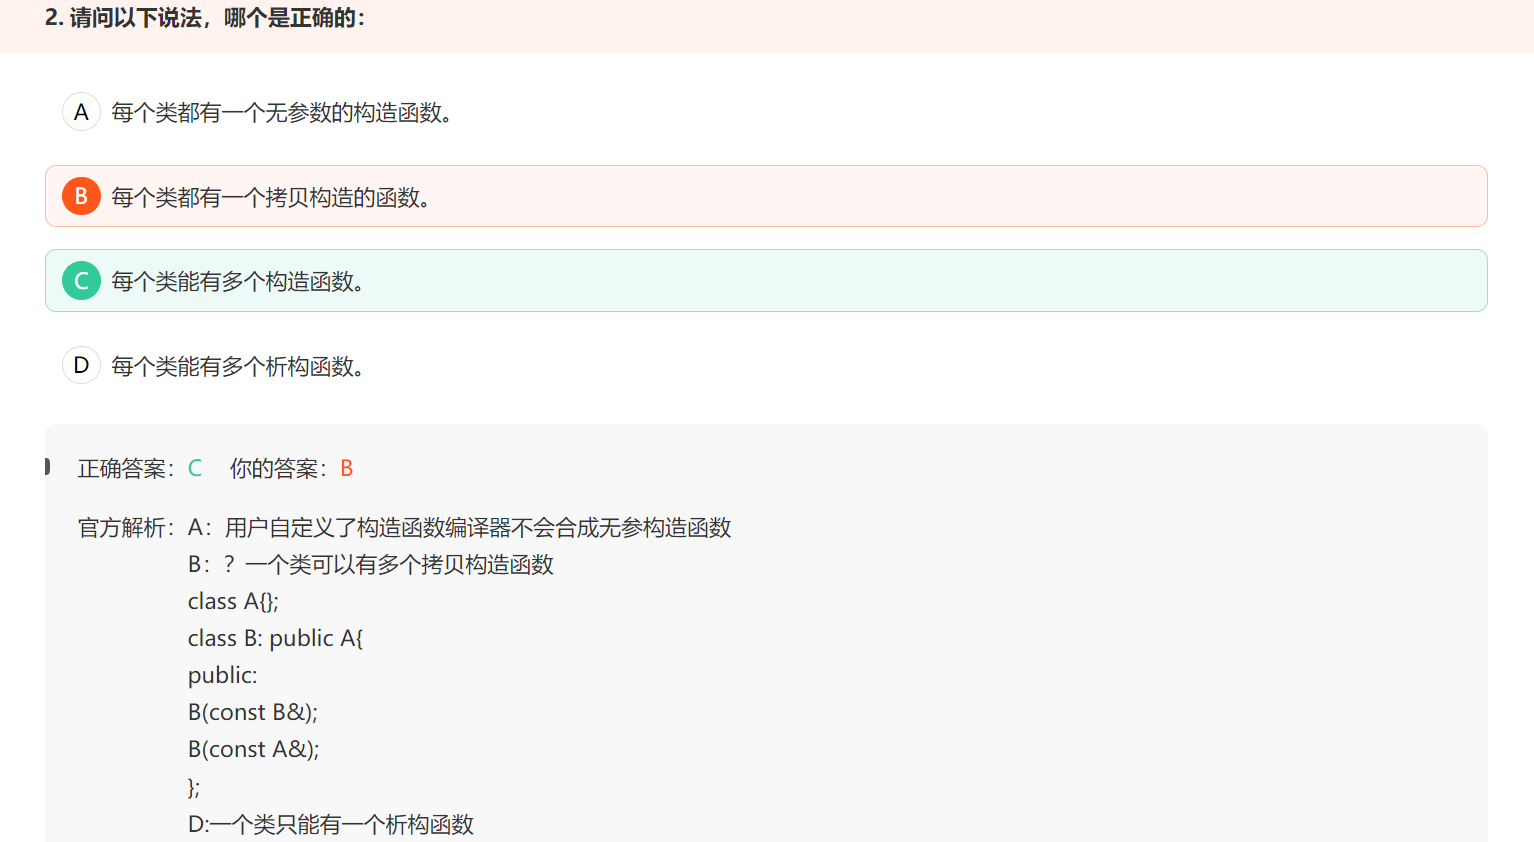 2. 请问以下说法，哪个是正确的：
A 每个类都有一个无参数的构造函数。
B 每个类都有一个拷贝构造的函数。
C 每个类能有多个构造函数。
D 每个类能有多个析构函数。
正确答案：C 你的答案：B
官方解析：A：用户自定义了构造函数编译器不会合成无参构造函数
B：？一个类可以有多个拷贝构造函数
class A{};
class B: public A{
public:
B(const B&);
B(const A&);
};
D:一个类只能有一个析构函数